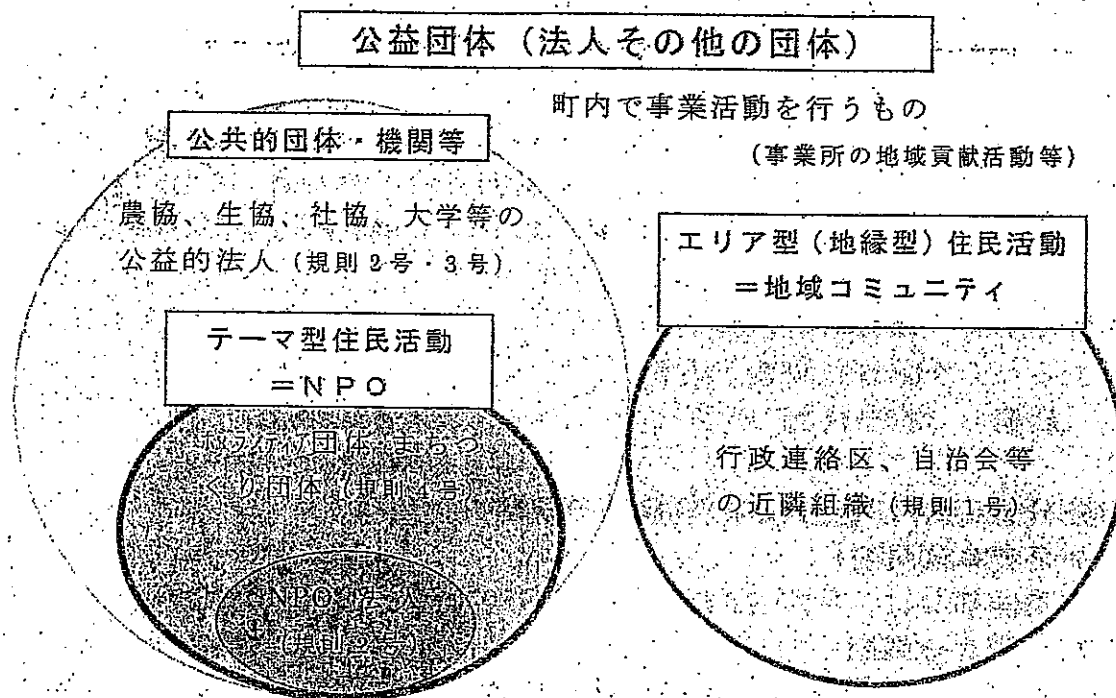 公益団体（法人その他の団体）
町内で事業活動を行うもの
（事業所の地域貢献活動等）
公共的団体・機関等
農協、生協、社協、大学等の
公益的法人（規則2号・3号）
テーマ型住民活動
＝NPO
ﾎﾞﾗﾝﾃｨｱ団体 まちづ
くり団体（規則4号）
NPO 法人
（規則2号）
エリア型（地縁型）住民活動
＝地域コミュニティ
行政連絡区、自治会等
の近隣組織（規則1号）